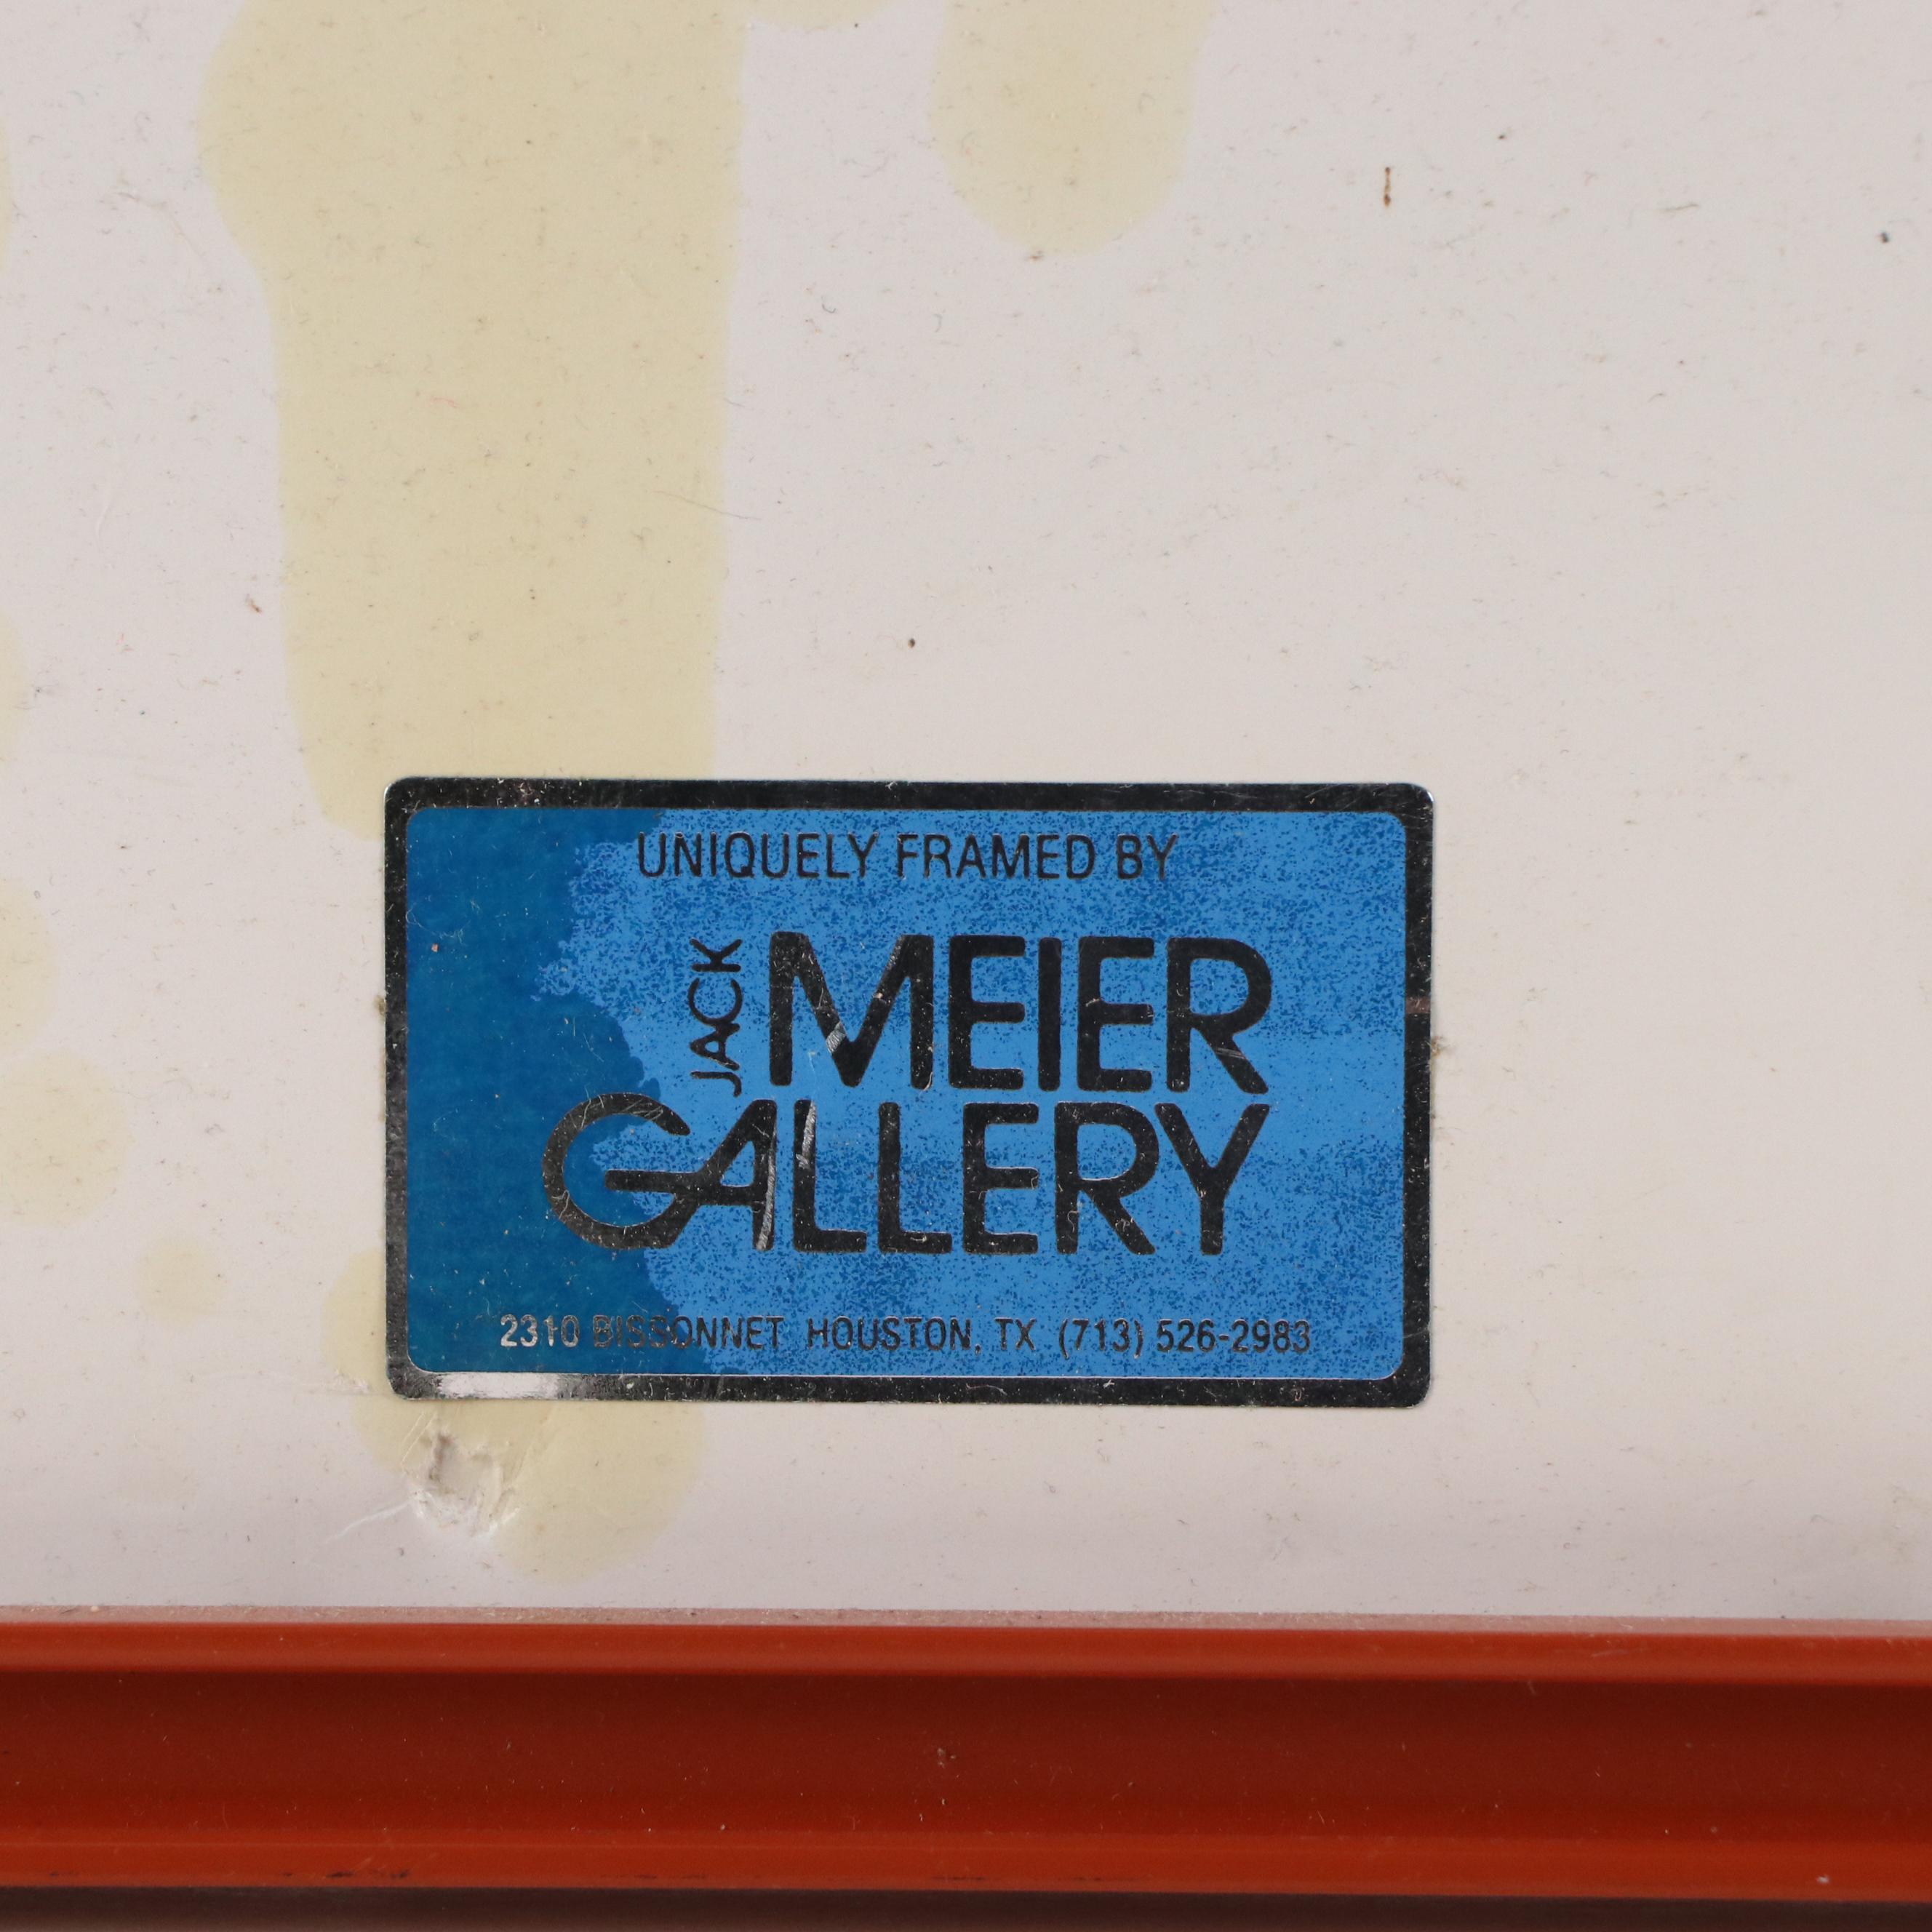 UNIQUELY FRAMED BY
JACK MEIER
GALLERY
2310 BISSONNET HOUSTON, TX (713) 526-2983